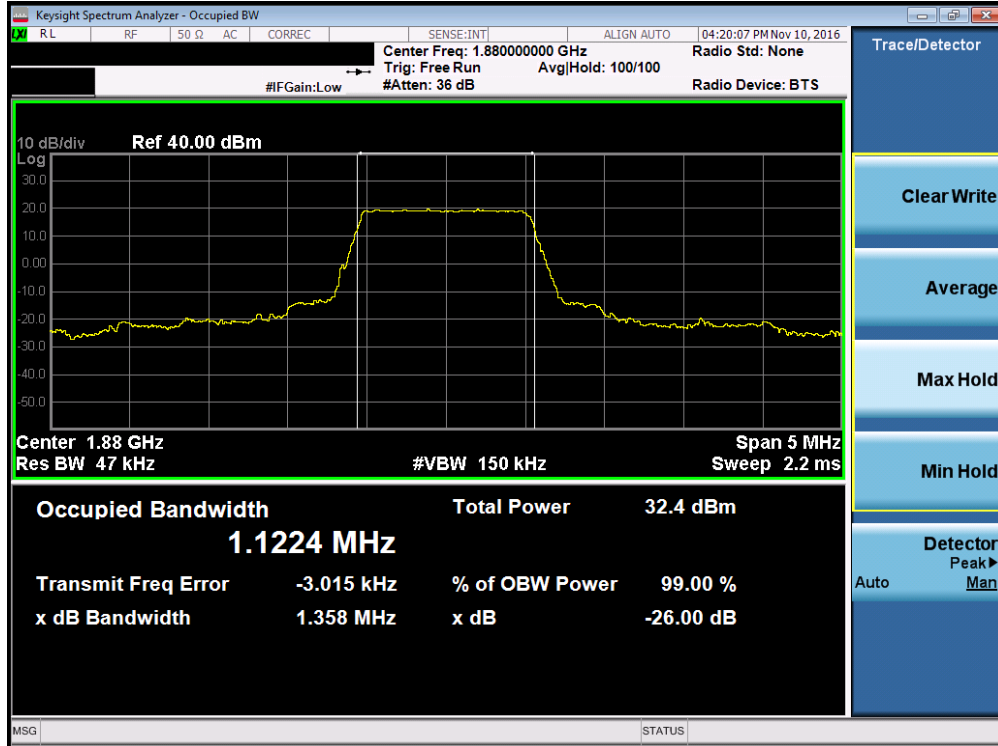 Keysight Spectrum Analyzer - Occupied BW
LXI RL RF 50 Ω AC CORREC SENSE:INT ALIGN AUTO 04:20:07 PM Nov 10, 2016
Center Freq: 1.880000000 GHz Radio Std: None
Trig: Free Run Avg|Hold: 100/100
#IFGain:Low #Atten: 36 dB Radio Device: BTS
10 dB/div Ref 40.00 dBm
Log
30.0
20.0
10.0
0.00
-10.0
-20.0
-30.0
-40.0
-50.0
Center 1.88 GHz Span 5 MHz
Res BW 47 kHz #VBW 150 kHz Sweep 2.2 ms
Occupied Bandwidth Total Power 32.4 dBm
1.1224 MHz
Transmit Freq Error -3.015 kHz % of OBW Power 99.00 %
x dB Bandwidth 1.358 MHz x dB -26.00 dB
MSG STATUS
Trace/Detector
Clear Write
Average
Max Hold
Min Hold
Detector
Peak▶
Auto Man